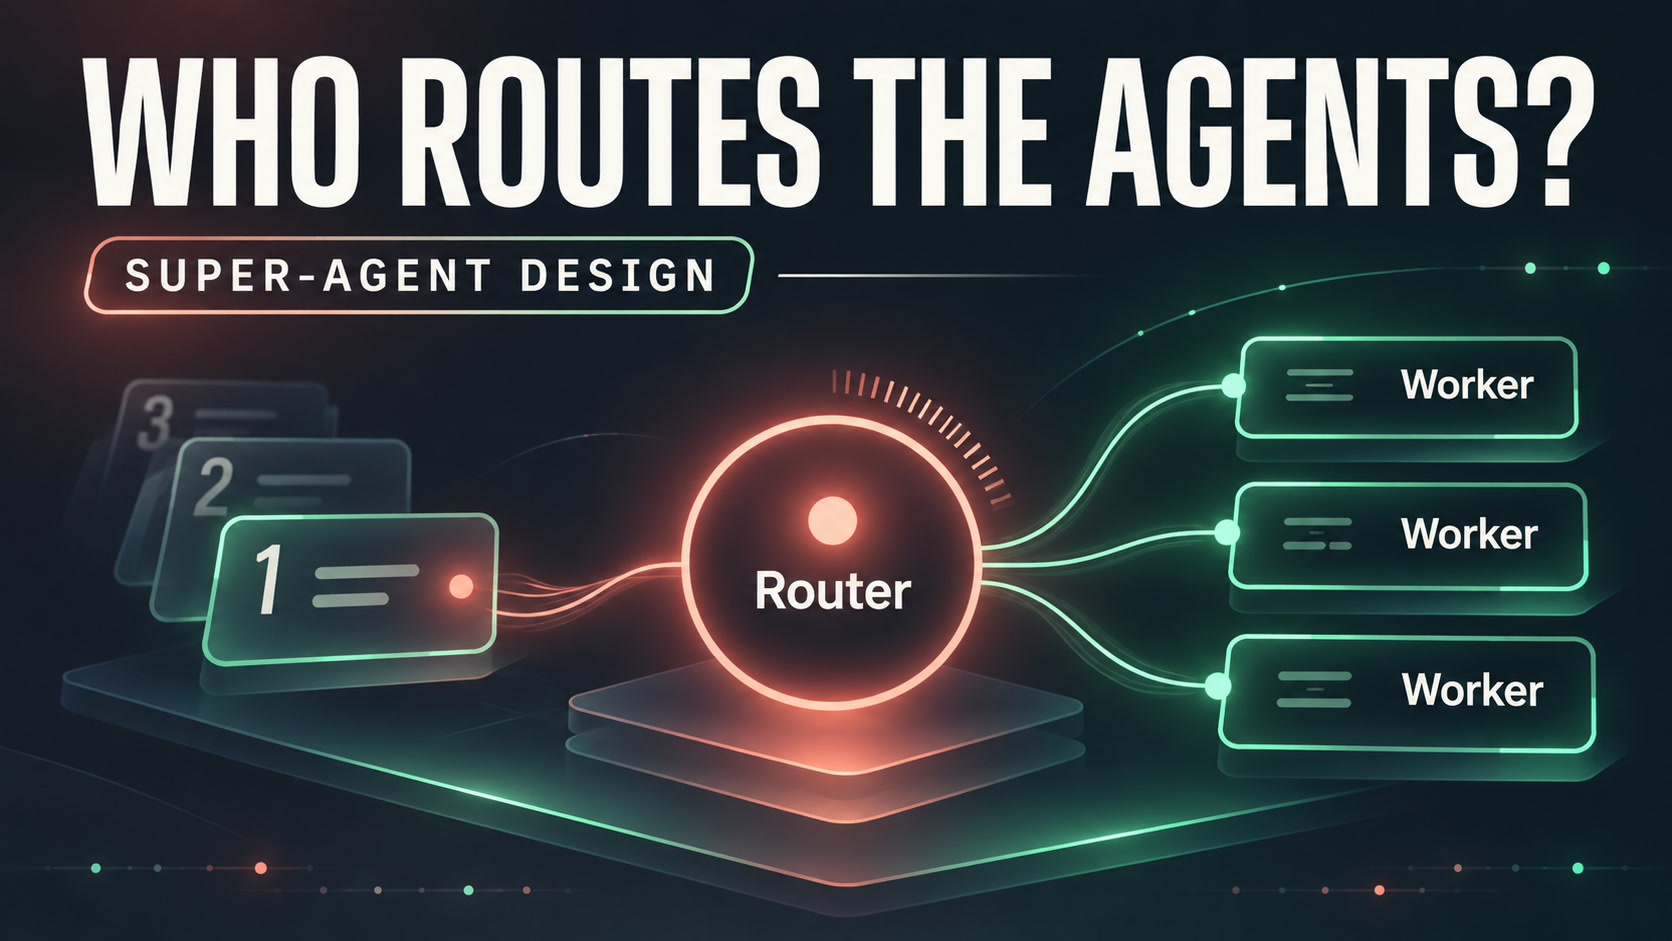 WHO ROUTES THE AGENTS?
SUPER-AGENT DESIGN
3
2
1
Router
Worker
Worker
Worker